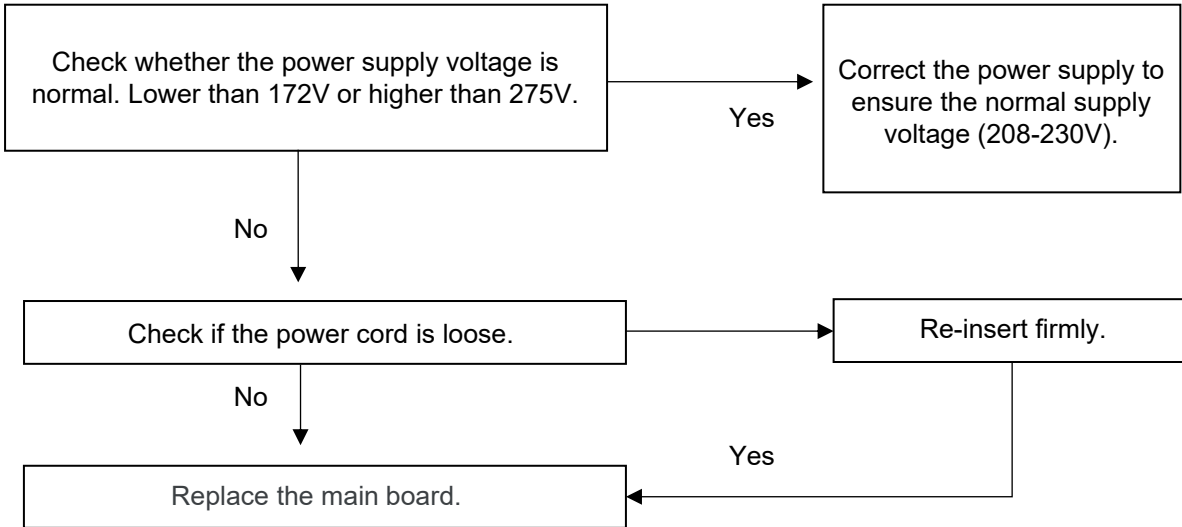 Check whether the power supply voltage is
normal. Lower than 172V or higher than 275V.
Yes
Correct the power supply to
ensure the normal supply
voltage (208-230V).
No
Check if the power cord is loose.
Re-insert firmly.
No
Yes
Replace the main board.